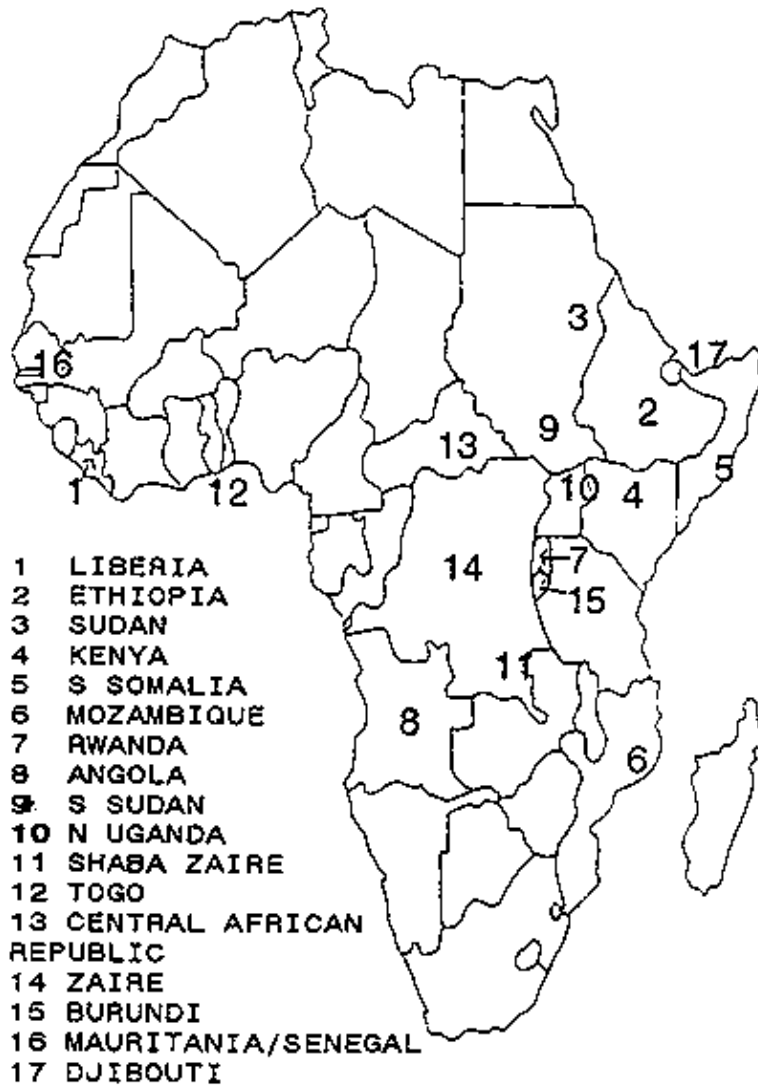 3
17
16
2
9
13
5
1
12
10
4
14
7
15
11
8
6
1 LIBERIA
2 ETHIOPIA
3 SUDAN
4 KENYA
5 S SOMALIA
6 MOZAMBIQUE
7 RWANDA
8 ANGOLA
9 S SUDAN
10 N UGANDA
11 SHABA ZAIRE
12 TOGO
13 CENTRAL AFRICAN
REPUBLIC
14 ZAIRE
15 BURUNDI
16 MAURITANIA/SENEGAL
17 DJIBOUTI